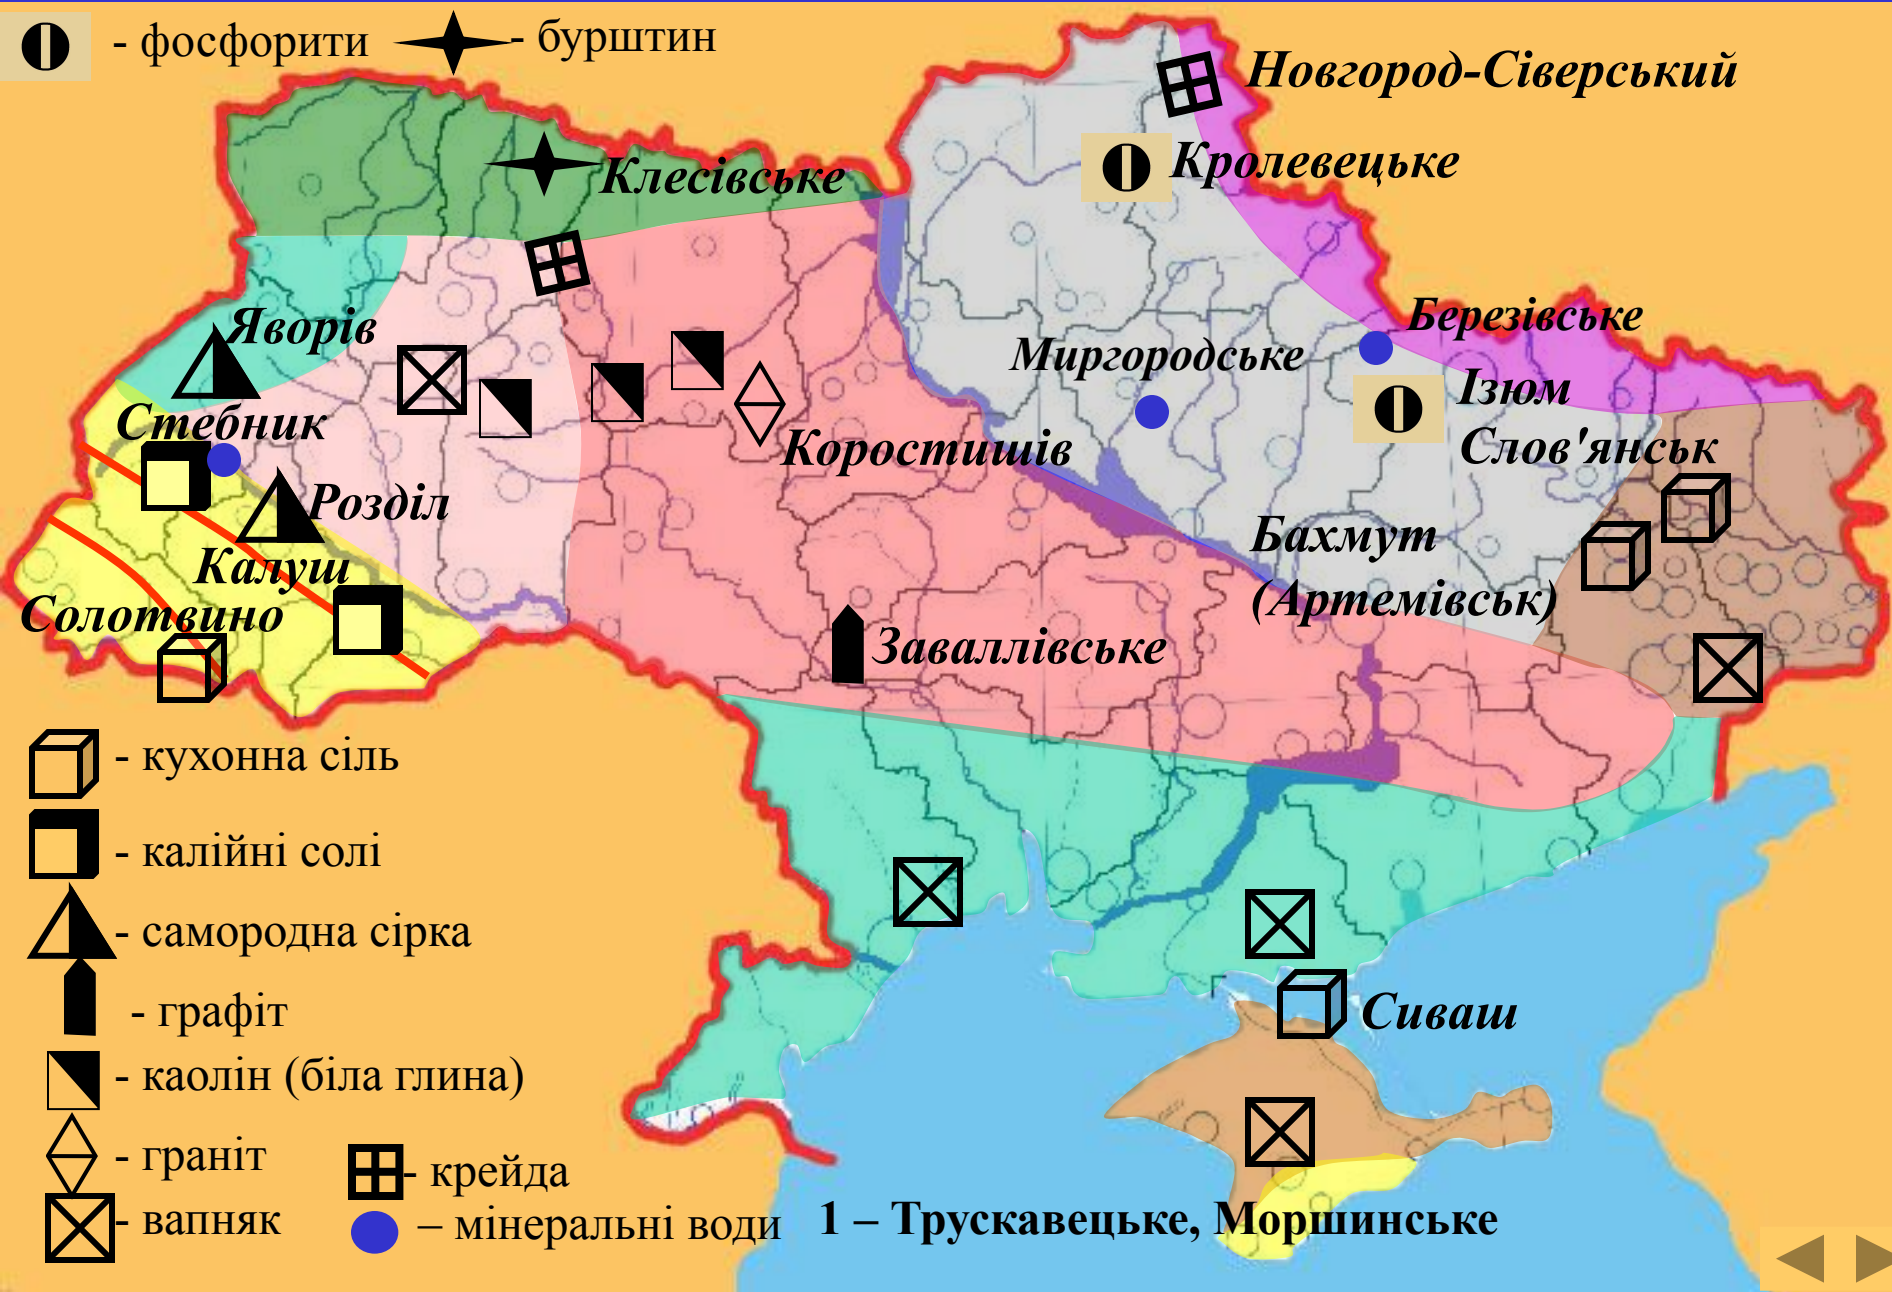 - фосфорити
- бурштин
Новгород-Сіверський
Кролевецьке
Клесівське
Яворів
Березівське
Миргородське
Ізюм
Стебник
Коростишів
Слов'янськ
Розділ
Бахмут
(Артемівськ)
Калуш
Солотвино
Заваллівське
- кухонна сіль
- калійні солі
- самородна сірка
- графіт
Сиваш
- каолін (біла глина)
- граніт
- крейда
- вапняк
– мінеральні води
1 – Трускавецьке, Моршинське